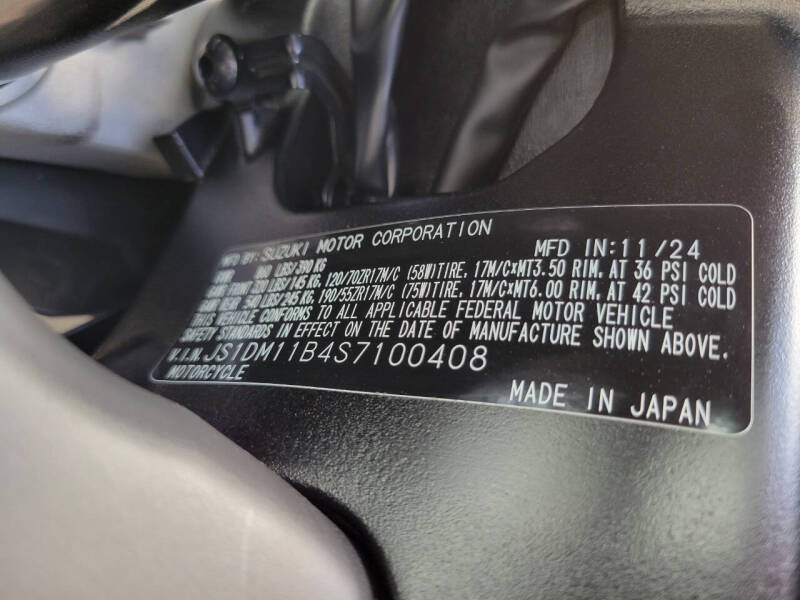 MFD BY: SUZUKI MOTOR CORPORATION MFD IN:11/24
GVWR 860 LBS/390 KG
GAWR FRONT 320 LBS/145 KG, 120/70ZR17M/C (58W)TIRE, 17M/C×MT3.50 RIM, AT 36 PSI COLD
GAWR REAR 540 LBS/245 KG, 190/55ZR17M/C (75W)TIRE, 17M/C×MT6.00 RIM, AT 42 PSI COLD
THIS VEHICLE CONFORMS TO ALL APPLICABLE FEDERAL MOTOR VEHICLE
SAFETY STANDARDS IN EFFECT ON THE DATE OF MANUFACTURE SHOWN ABOVE.
V.I.N. JS1DM11B4S7100408
MOTORCYCLE
MADE IN JAPAN